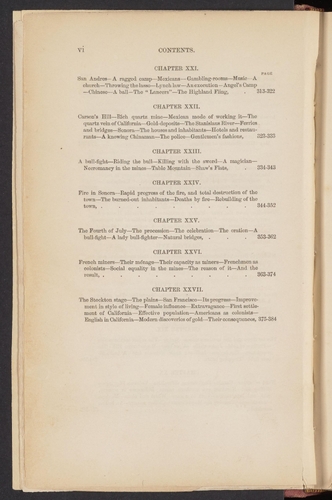 vi CONTENTS.
CHAPTER XXI.
PAGE
San Andres—A ragged camp—Mexicans—Gambling-rooms—Music—A
church—Throwing the lasso—Lynch law—An execution—Angel's Camp
—Chinese—A ball—The "Lancers"—The Highland Fling, 313-322
CHAPTER XXII.
Carson's Hill—Rich quartz veins—Mexican mode of working it—The
quartz vein of California—Gold deposits—The Stanislaus River—Ferries
and bridges—Sonora—The houses and inhabitants—Hotels and restau-
rants—A knowing Chinaman—The police—Gentlemen's fashions, 323-333
CHAPTER XXIII.
A bull-fight—Riding the bull—Killing with the sword—A magician—
Necromancy in the mines—Table Mountain—Shaw's Flats, . 334-343
CHAPTER XXIV.
Fire in Sonora—Rapid progress of the fire, and total destruction of the
town—The burned-out inhabitants—Deaths by fire—Rebuilding of the
town, . . . . . . . 344-352
CHAPTER XXV.
The Fourth of July—The procession—The celebration—The oration—A
bull-fight—A lady bull-fighter—Natural bridges, . . 353-362
CHAPTER XXVI.
French miners—Their ménage—Their capacity as miners—Frenchmen as
colonists—Social equality in the mines—The reason of it—And the
result, . . . . . . . 363-374
CHAPTER XXVII.
The Stockton stage—The plains—San Francisco—Its progress—Improve-
ment in style of living—Female influence—Extravagance—First settle-
ment of California—Effective population—Americans as colonists—
English in California—Modern discoveries of gold—Their consequences, 375-384